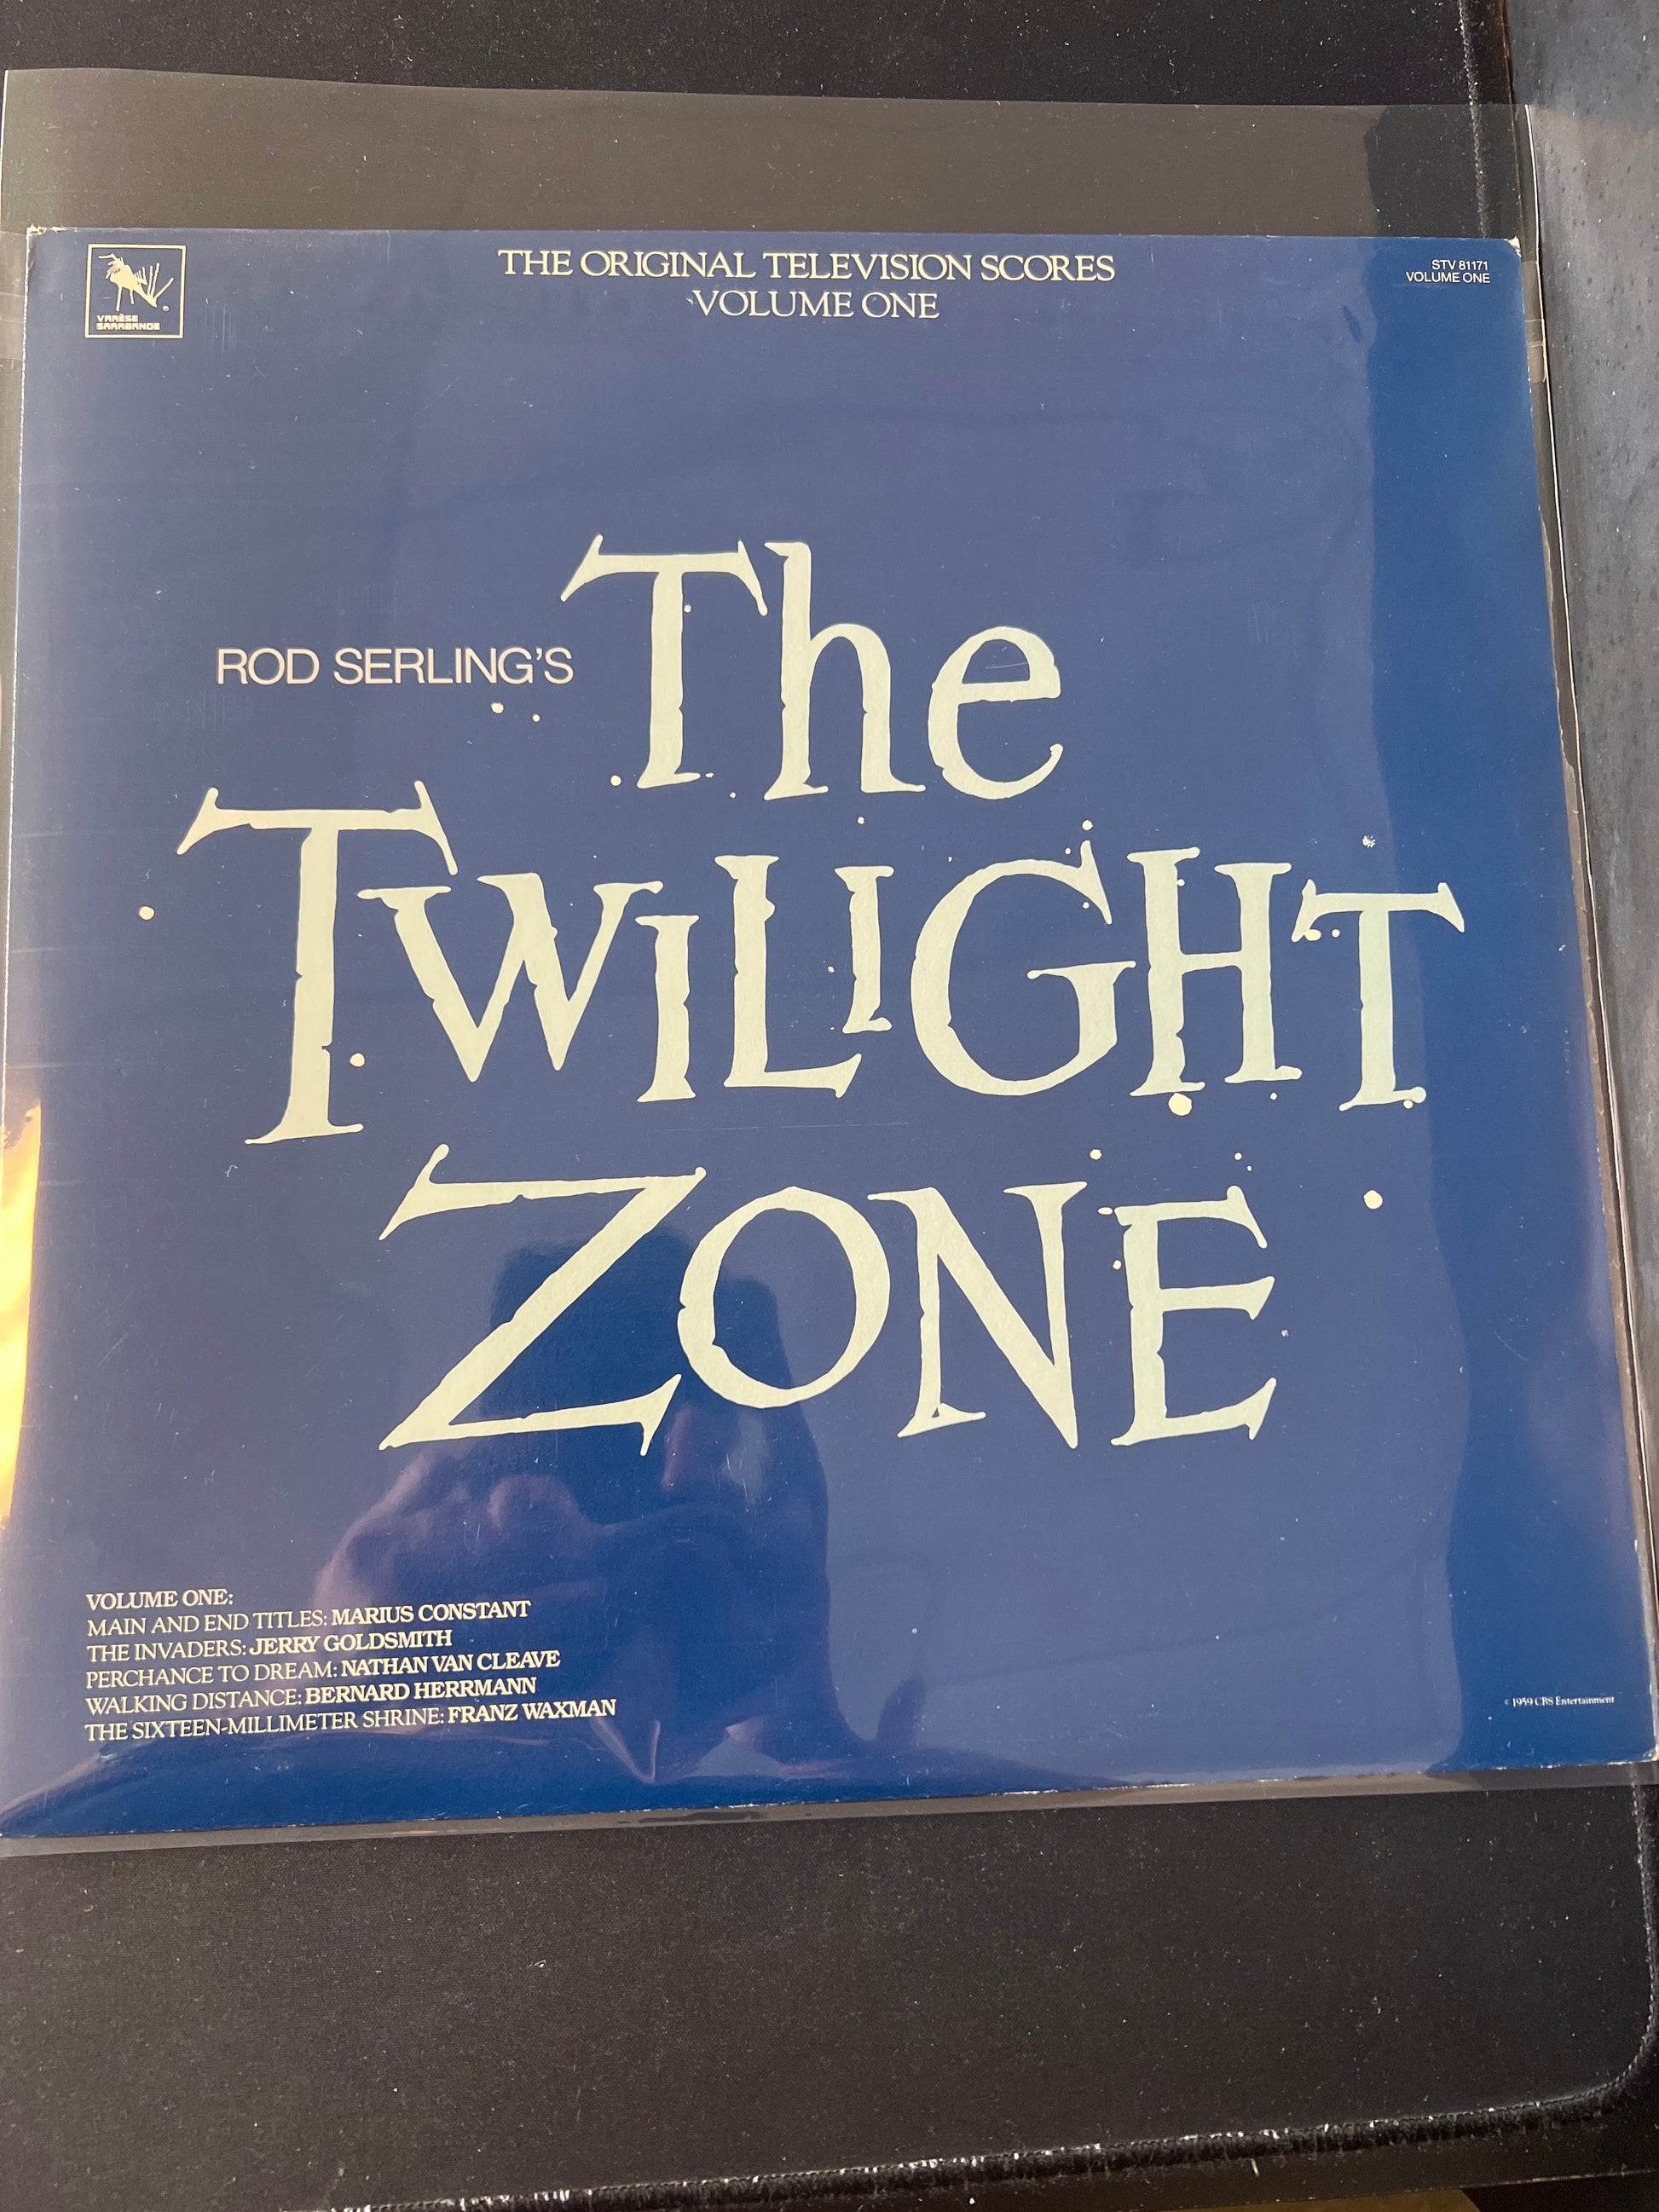 VARÈSE
SARABANDE
THE ORIGINAL TELEVISION SCORES
VOLUME ONE
STV 81171
VOLUME ONE
ROD SERLING'S
The
TWILIGHT
ZONE
VOLUME ONE:
MAIN AND END TITLES: MARIUS CONSTANT
THE INVADERS: JERRY GOLDSMITH
PERCHANCE TO DREAM: NATHAN VAN CLEAVE
WALKING DISTANCE: BERNARD HERRMANN
THE SIXTEEN-MILLIMETER SHRINE: FRANZ WAXMAN
© 1959 CBS Entertainment